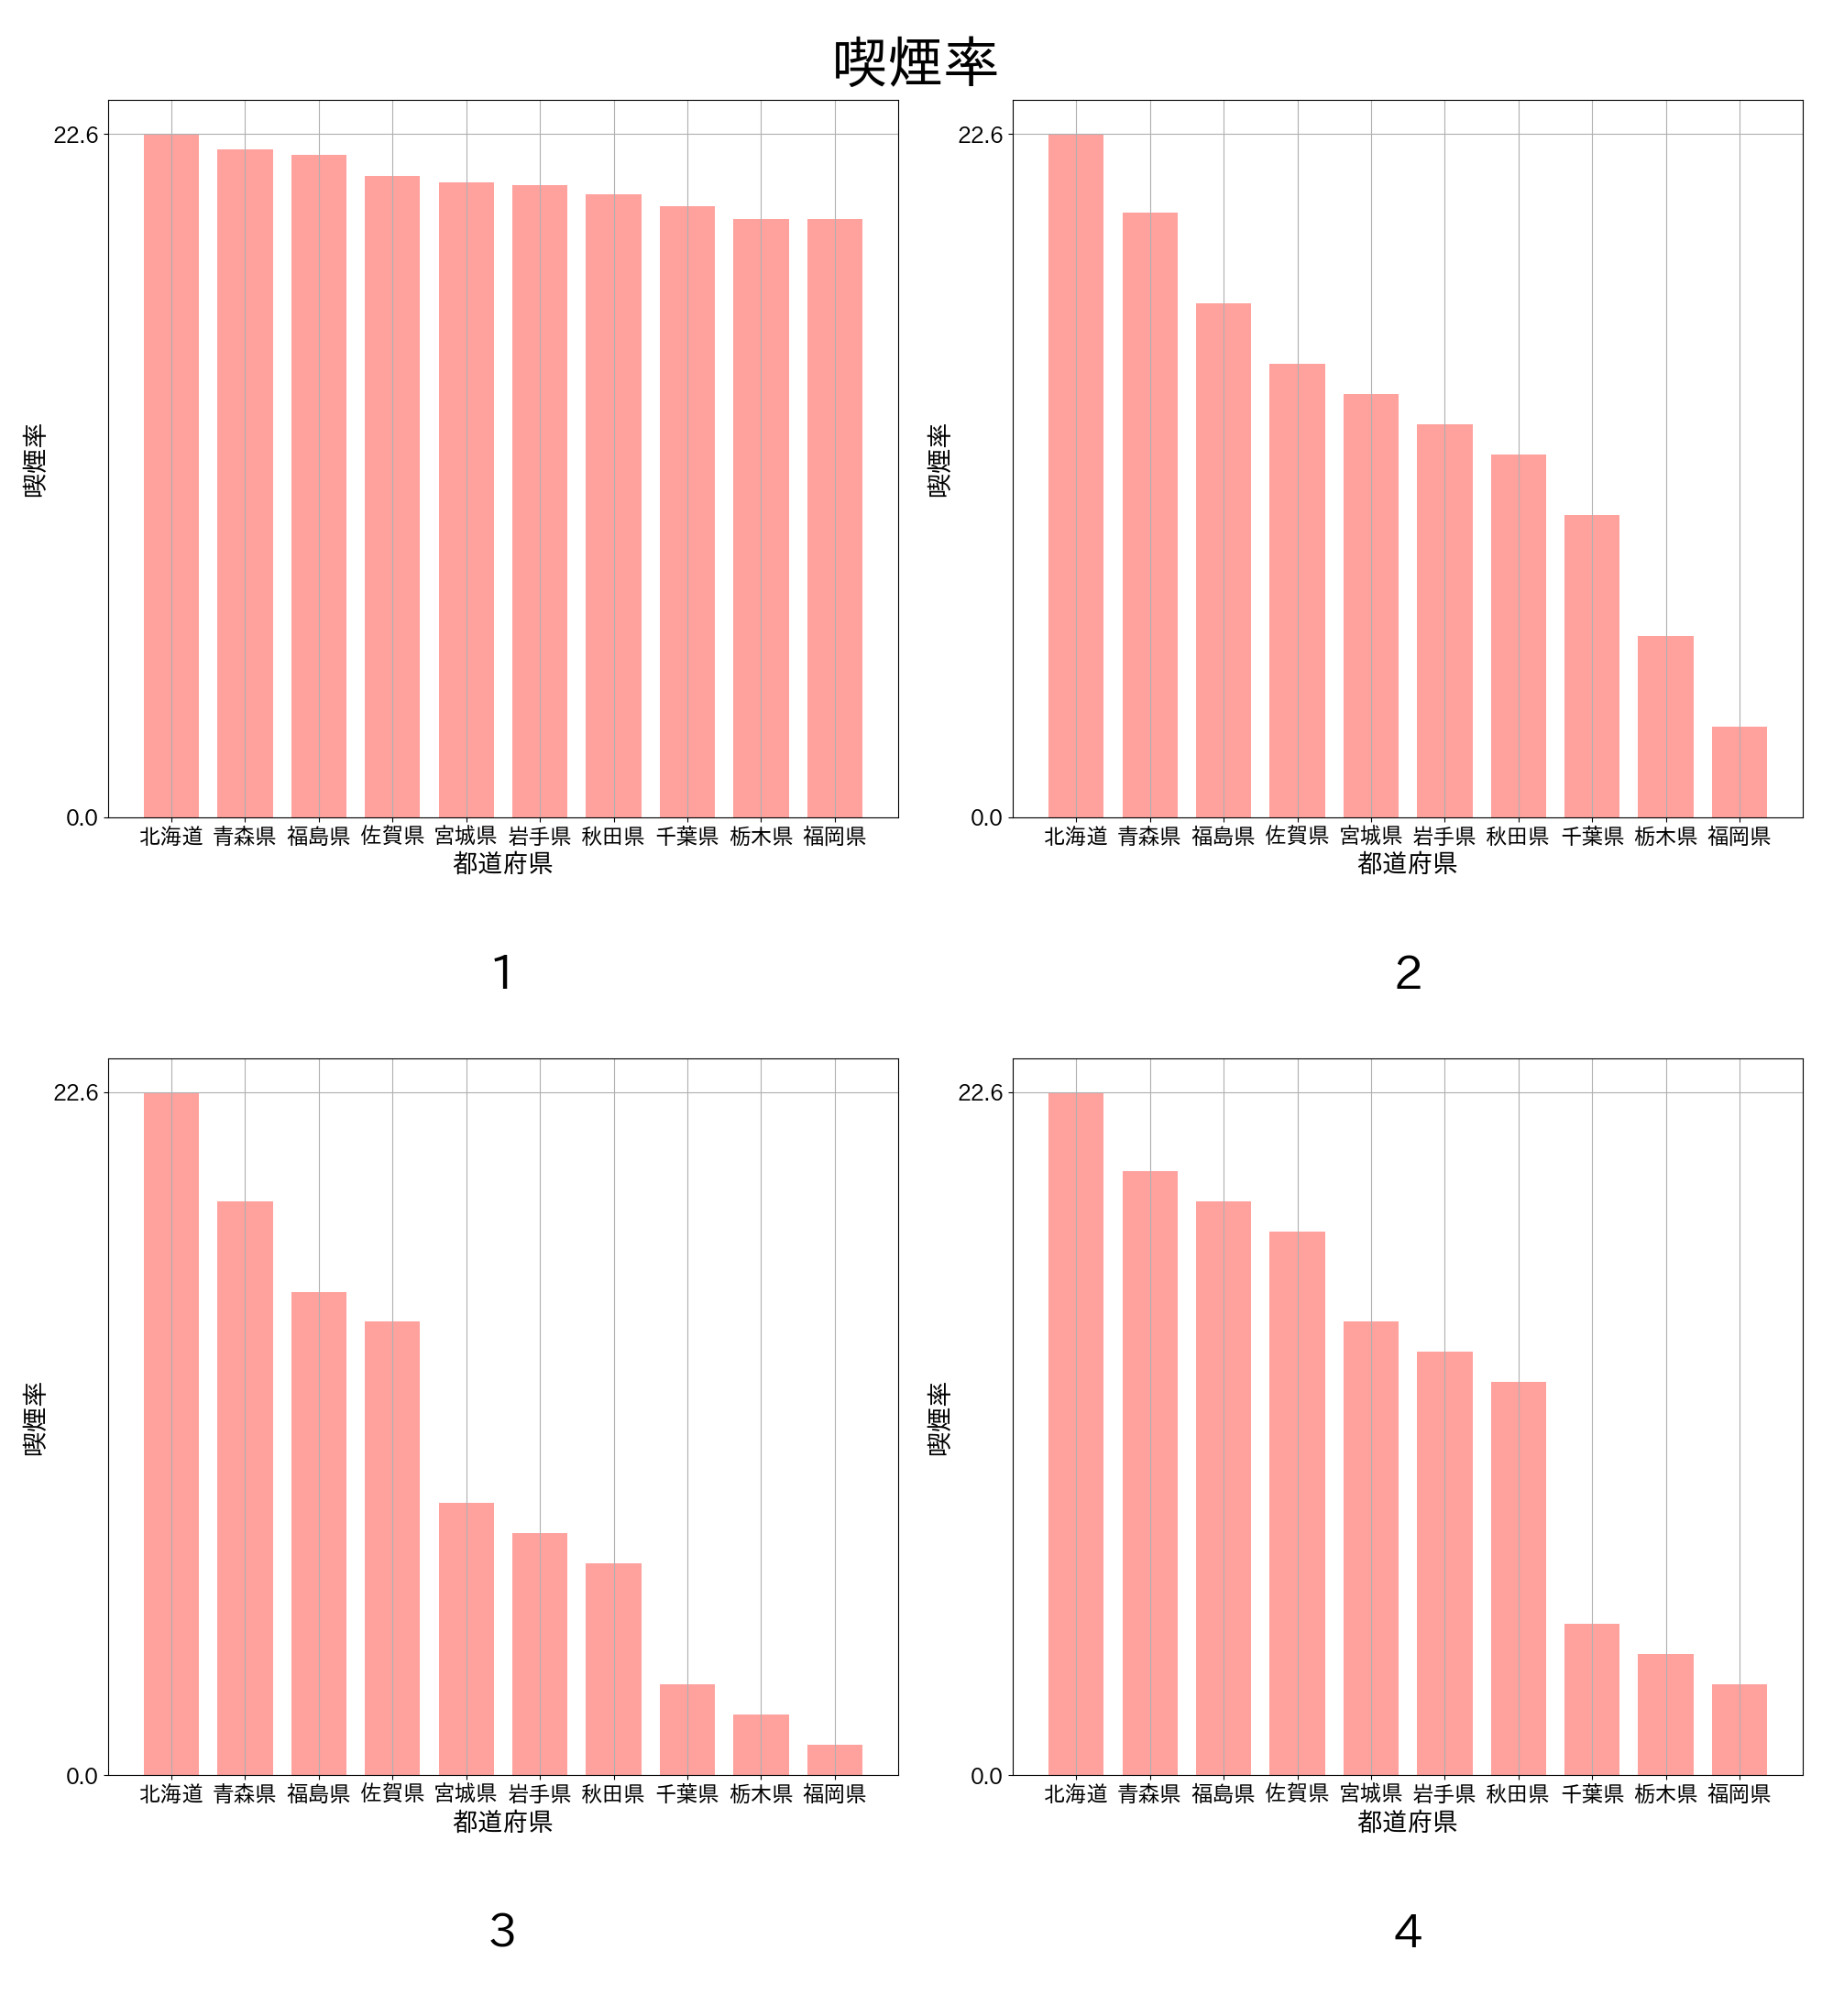 喫煙率
22.6
0.0
喫煙率
北海道 青森県 福島県 佐賀県 宮城県 岩手県 秋田県 千葉県 栃木県 福岡県
都道府県
1
22.6
0.0
喫煙率
北海道 青森県 福島県 佐賀県 宮城県 岩手県 秋田県 千葉県 栃木県 福岡県
都道府県
2
22.6
0.0
喫煙率
北海道 青森県 福島県 佐賀県 宮城県 岩手県 秋田県 千葉県 栃木県 福岡県
都道府県
3
22.6
0.0
喫煙率
北海道 青森県 福島県 佐賀県 宮城県 岩手県 秋田県 千葉県 栃木県 福岡県
都道府県
4